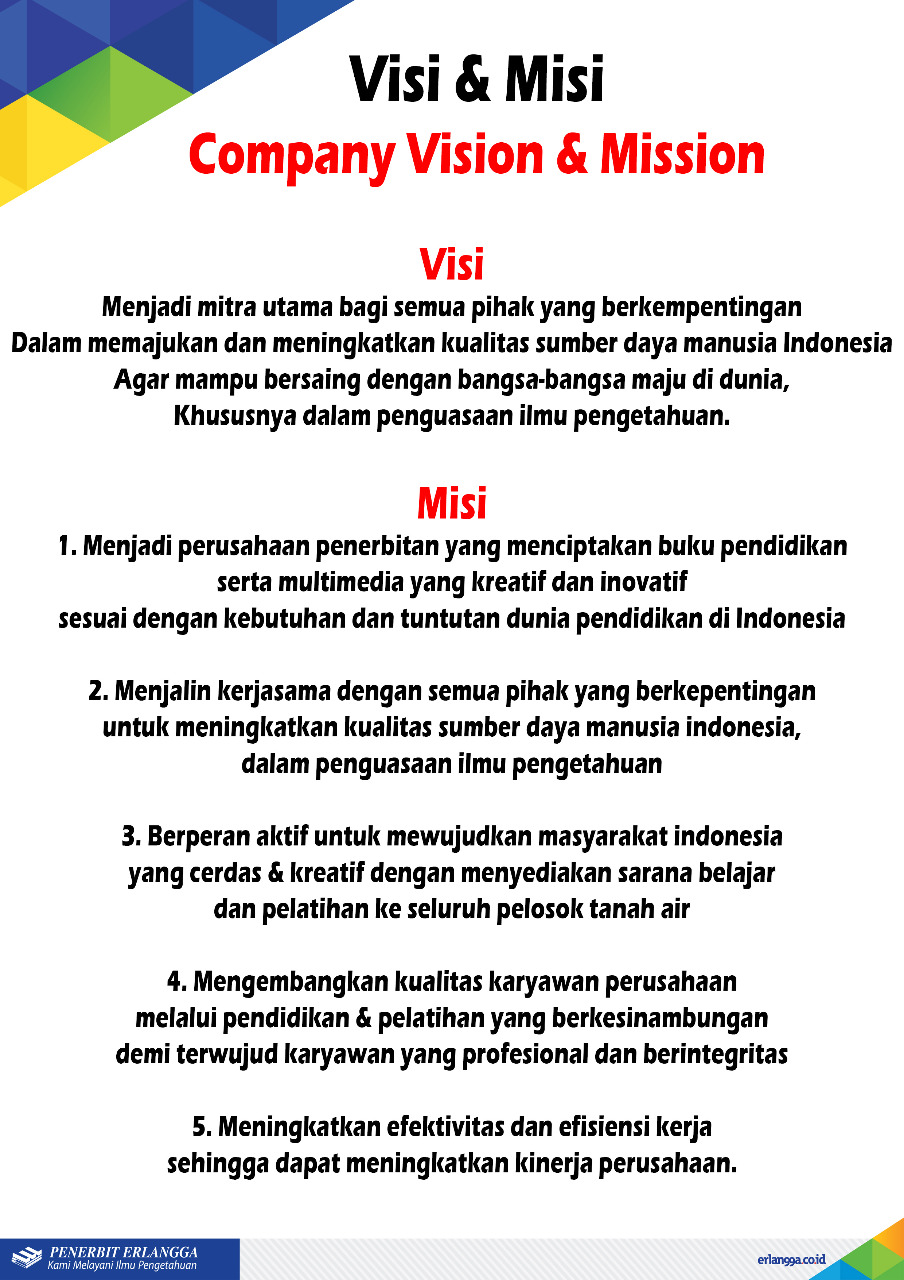 Visi & Misi
Company Vision & Mission
Visi
Menjadi mitra utama bagi semua pihak yang berkempentingan
Dalam memajukan dan meningkatkan kualitas sumber daya manusia Indonesia
Agar mampu bersaing dengan bangsa-bangsa maju di dunia,
Khususnya dalam penguasaan ilmu pengetahuan.
Misi
1. Menjadi perusahaan penerbitan yang menciptakan buku pendidikan
serta multimedia yang kreatif dan inovatif
sesuai dengan kebutuhan dan tuntutan dunia pendidikan di Indonesia
2. Menjalin kerjasama dengan semua pihak yang berkepentingan
untuk meningkatkan kualitas sumber daya manusia indonesia,
dalam penguasaan ilmu pengetahuan
3. Berperan aktif untuk mewujudkan masyarakat indonesia
yang cerdas & kreatif dengan menyediakan sarana belajar
dan pelatihan ke seluruh pelosok tanah air
4. Mengembangkan kualitas karyawan perusahaan
melalui pendidikan & pelatihan yang berkesinambungan
demi terwujud karyawan yang profesional dan berintegritas
5. Meningkatkan efektivitas dan efisiensi kerja
sehingga dapat meningkatkan kinerja perusahaan.
PENERBIT ERLANGGA
Kami Melayani Ilmu Pengetahuan
erlangga.co.id